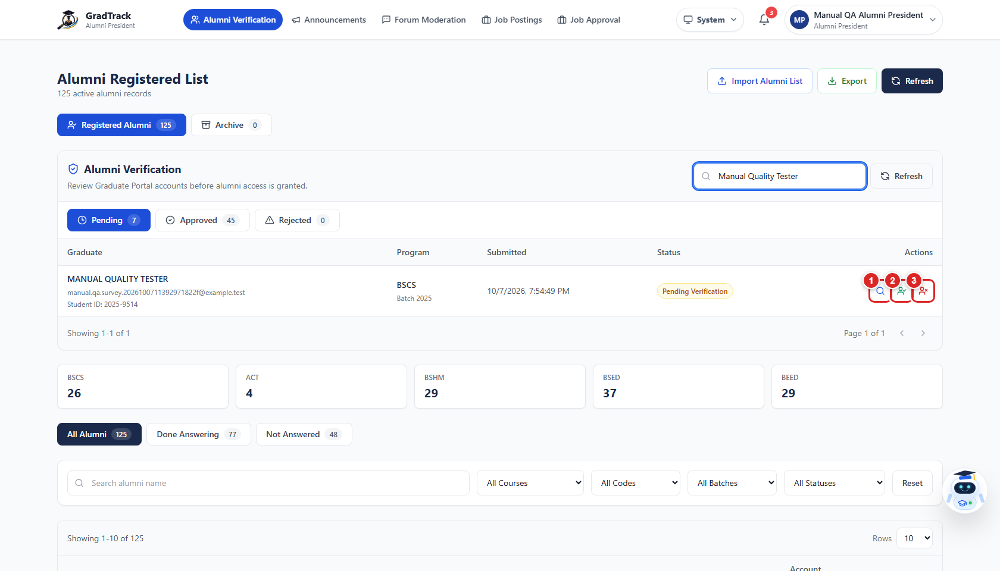 GradTrack
Alumni President
Alumni Verification
Announcements
Forum Moderation
Job Postings
Job Approval
System
3
MP
Manual QA Alumni President
Alumni President
Alumni Registered List
125 active alumni records
Import Alumni List
Export
Refresh
Registered Alumni 125
Archive 0
Alumni Verification
Review Graduate Portal accounts before alumni access is granted.
Manual Quality Tester
Refresh
Pending 7
Approved 45
Rejected 0
Graduate Program Submitted Status Actions
MANUAL QUALITY TESTER
manual.qa.survey.2026100711392971822f@example.test
Student ID: 2025-9514
BSCS
Batch 2025
10/7/2026, 7:54:49 PM
Pending Verification
1 2 3
Showing 1-1 of 1
Page 1 of 1
BSCS
26
ACT
4
BSHM
29
BSED
37
BEED
29
All Alumni 125
Done Answering 77
Not Answered 48
Search alumni name
All Courses
All Codes
All Batches
All Statuses
Reset
Showing 1-10 of 125
Rows 10
Account